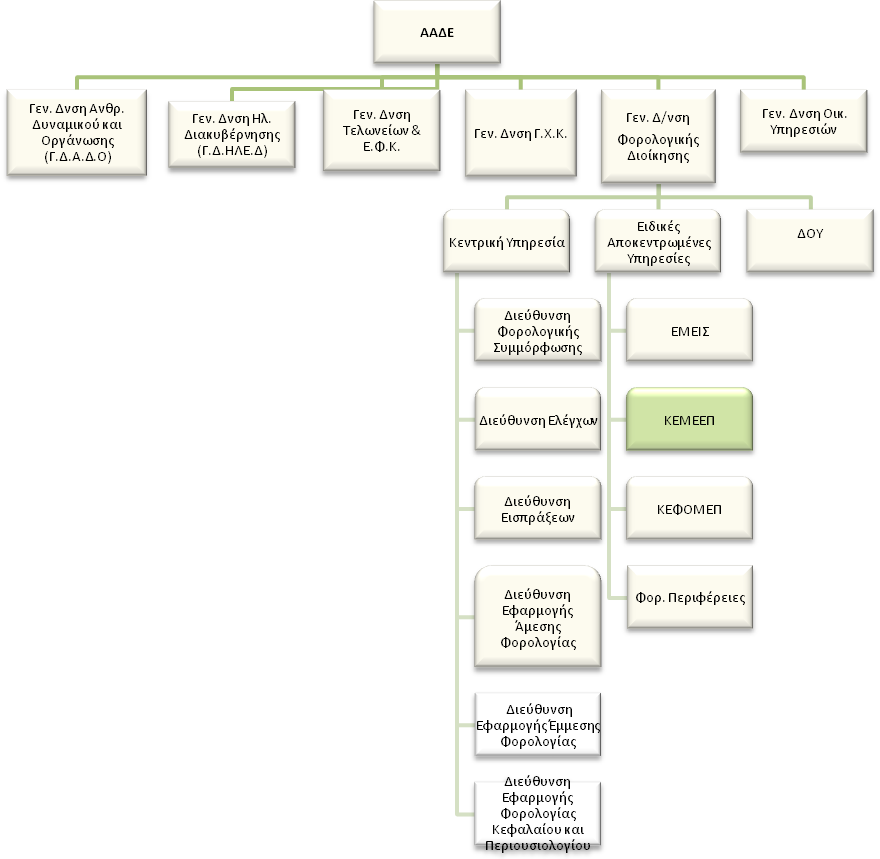 ΑΑΔΕ
Γεν. Δνση Ανθρ.
Δυναμικού και
Οργάνωσης
(Γ.Δ.Α.Δ.Ο)
Γεν. Δνση Ηλ.
Διακυβέρνησης
(Γ.Δ.ΗΛΕ.Δ)
Γεν. Δνση
Τελωνείων &
Ε.Φ.Κ.
Γεν. Δνση Γ.Χ.Κ.
Γεν. Δ/νση
Φορολογικής
Διοίκησης
Γεν. Δνση Οικ.
Υπηρεσιών
Κεντρική Υπηρεσία
Ειδικές
Αποκεντρωμένες
Υπηρεσίες
ΔΟΥ
Διεύθυνση
Φορολογικής
Συμμόρφωσης
Διεύθυνση Ελέγχων
Διεύθυνση
Εισπράξεων
Διεύθυνση
Εφαρμογής
Άμεσης
Φορολογίας
Διεύθυνση
Εφαρμογής Έμμεσης
Φορολογίας
Διεύθυνση
Εφαρμογής
Φορολογίας
Κεφαλαίου και
Περιουσιολογίου
ΕΜΕΙΣ
ΚΕΜΕΕΠ
ΚΕΦΟΜΕΠ
Φορ. Περιφέρειες